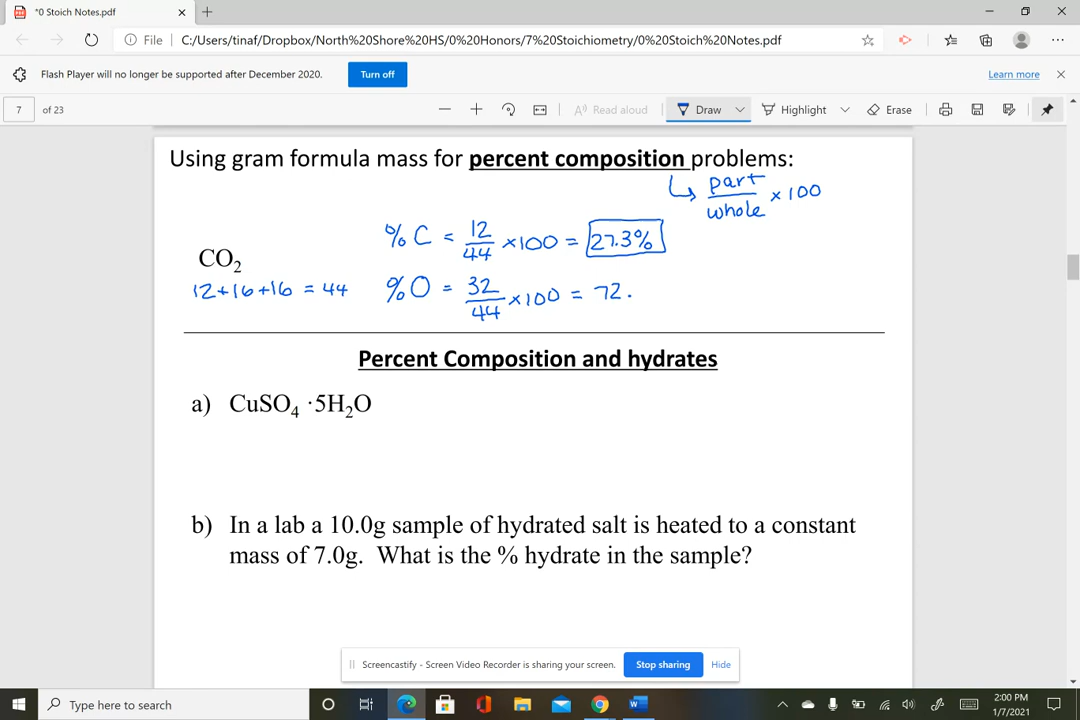 *0 Stoich Notes.pdf
File C:/Users/tinaf/Dropbox/North%20Shore%20HS/0%20Honors/7%20Stoichiometry/0%20Stoich%20Notes.pdf
Flash Player will no longer be supported after December 2020. Turn off Learn more
7 of 23 Read aloud Draw Highlight Erase
Using gram formula mass for percent composition problems:
part/whole × 100
% C = 12/44 × 100 = 27.3%
CO₂
12+16+16 = 44
% O = 32/44 × 100 = 72.
Percent Composition and hydrates
a) CuSO₄ ·5H₂O
b) In a lab a 10.0g sample of hydrated salt is heated to a constant
mass of 7.0g. What is the % hydrate in the sample?
Screencastify - Screen Video Recorder is sharing your screen. Stop sharing Hide
Type here to search
2:00 PM
1/7/2021